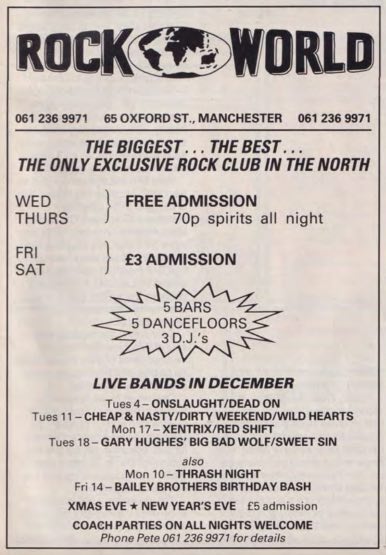 ROCK WORLD
061 236 9971 65 OXFORD ST., MANCHESTER 061 236 9971
THE BIGGEST . . . THE BEST . . .
THE ONLY EXCLUSIVE ROCK CLUB IN THE NORTH
WED } FREE ADMISSION
THURS 70p spirits all night
FRI } £3 ADMISSION
SAT
5 BARS
5 DANCEFLOORS
3 D.J.'s
LIVE BANDS IN DECEMBER
Tues 4 – ONSLAUGHT/DEAD ON
Tues 11 – CHEAP & NASTY/DIRTY WEEKEND/WILD HEARTS
Mon 17 – XENTRIX/RED SHIFT
Tues 18 – GARY HUGHES' BIG BAD WOLF/SWEET SIN
also
Mon 10 – THRASH NIGHT
Fri 14 – BAILEY BROTHERS BIRTHDAY BASH
XMAS EVE ★ NEW YEAR'S EVE £5 admission
COACH PARTIES ON ALL NIGHTS WELCOME
Phone Pete 061 236 9971 for details